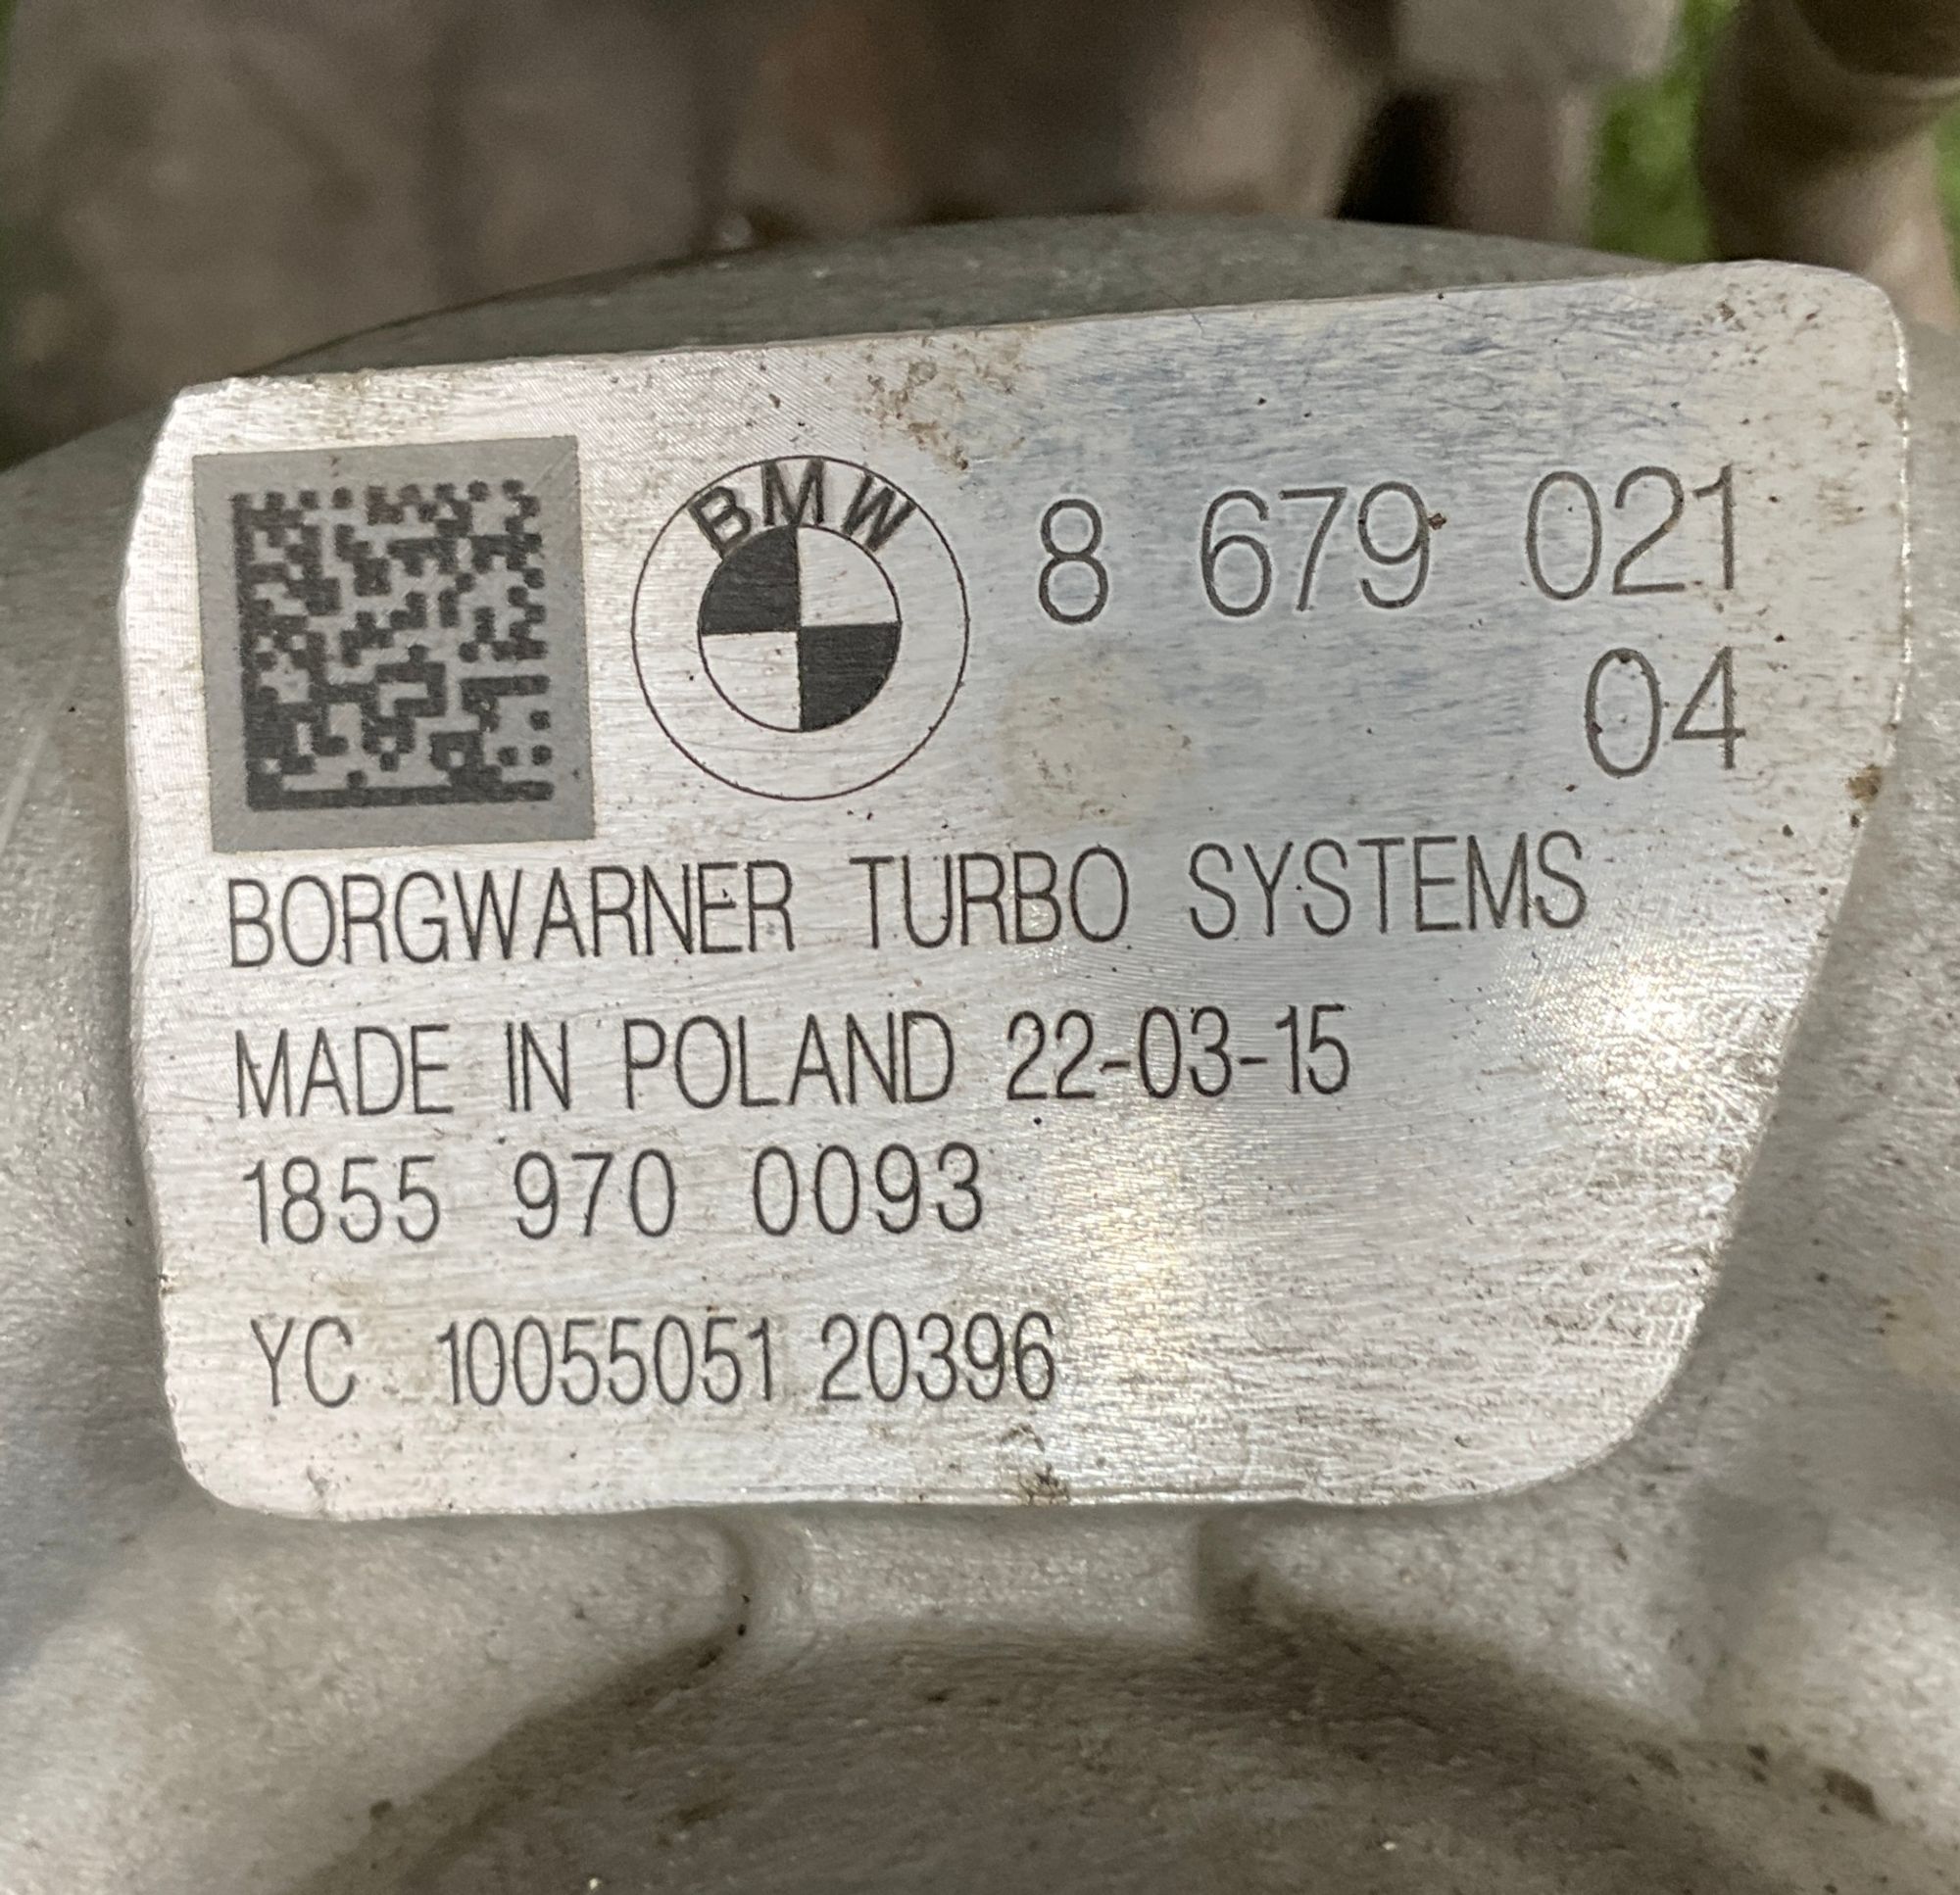 BMW 8 679 021
04
BORGWARNER TURBO SYSTEMS
MADE IN POLAND 22-03-15
1855 970 0093
YC 10055051 20396